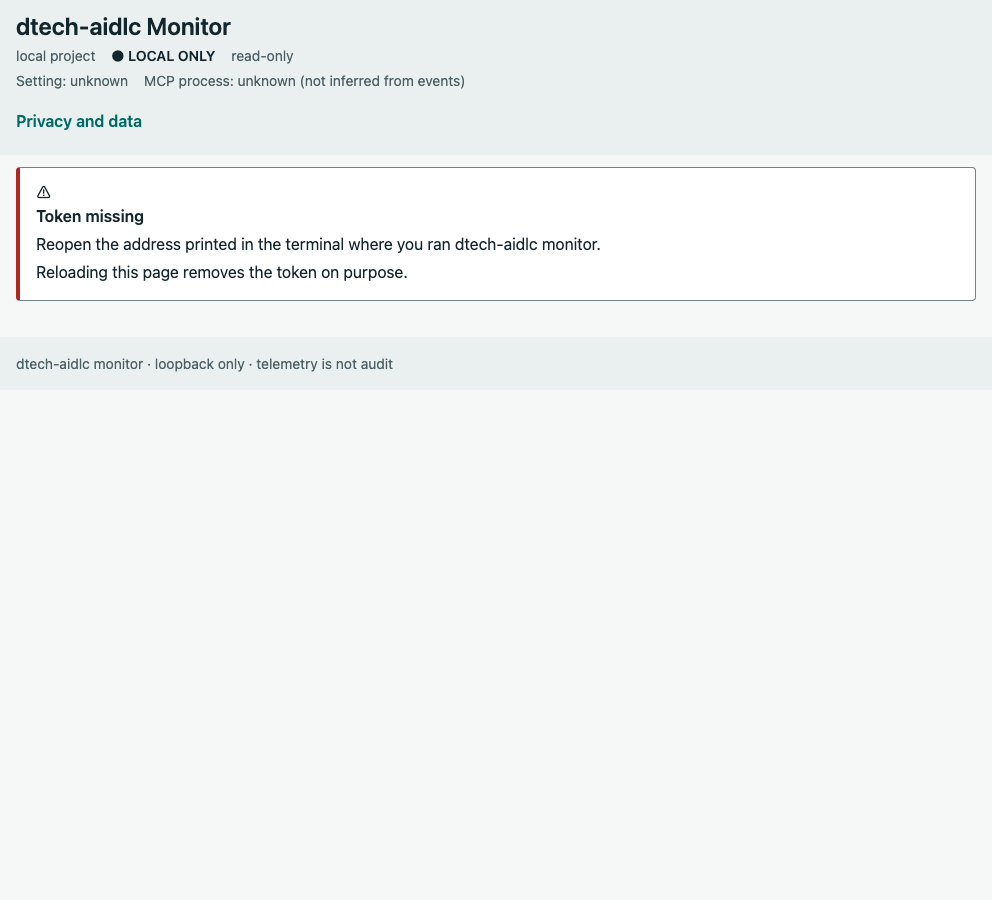 dtech-aidlc Monitor
local project ● LOCAL ONLY read-only
Setting: unknown MCP process: unknown (not inferred from events)
Privacy and data
Token missing
Reopen the address printed in the terminal where you ran dtech-aidlc monitor.
Reloading this page removes the token on purpose.
dtech-aidlc monitor · loopback only · telemetry is not audit